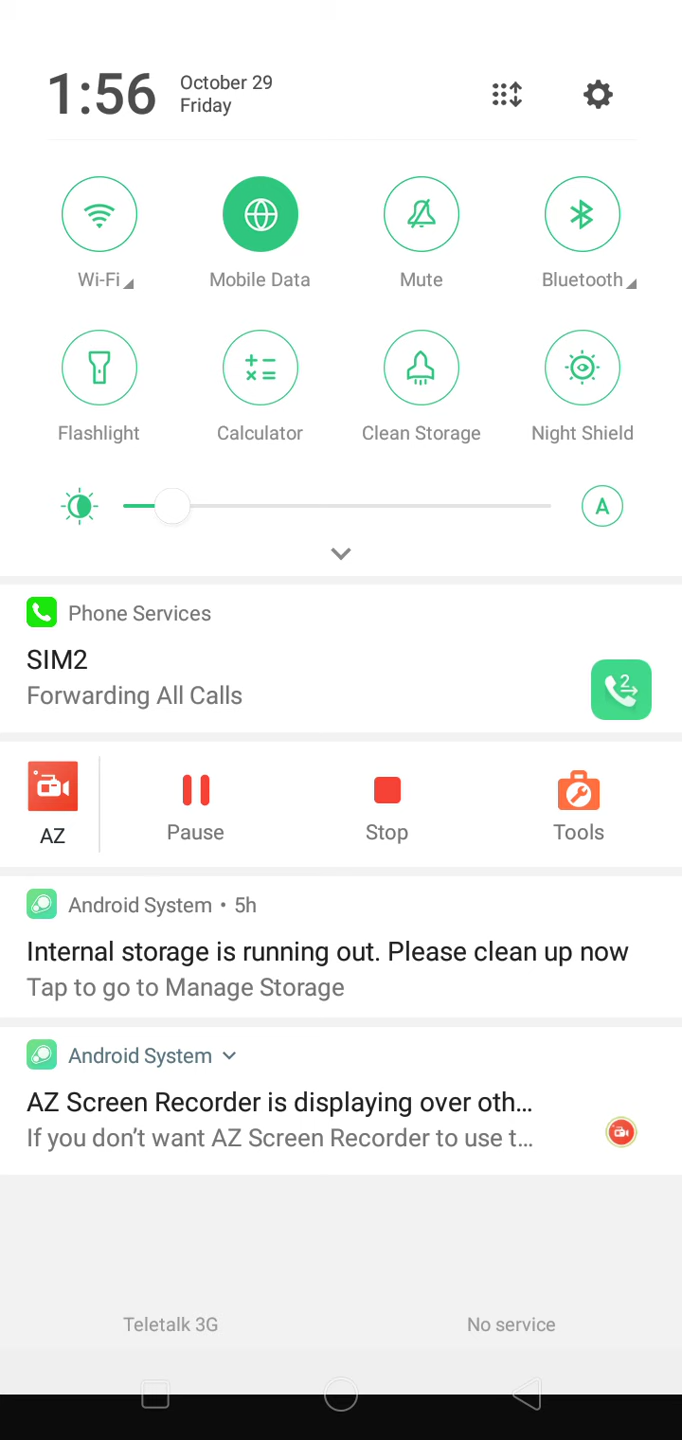 1:56
October 29
Friday
Wi-Fi
Mobile Data
Mute
Bluetooth
Flashlight
Calculator
Clean Storage
Night Shield
A
Phone Services
SIM2
Forwarding All Calls
2
AZ
Pause
Stop
Tools
Android System • 5h
Internal storage is running out. Please clean up now
Tap to go to Manage Storage
Android System
AZ Screen Recorder is displaying over oth...
If you don't want AZ Screen Recorder to use t...
Teletalk 3G
No service